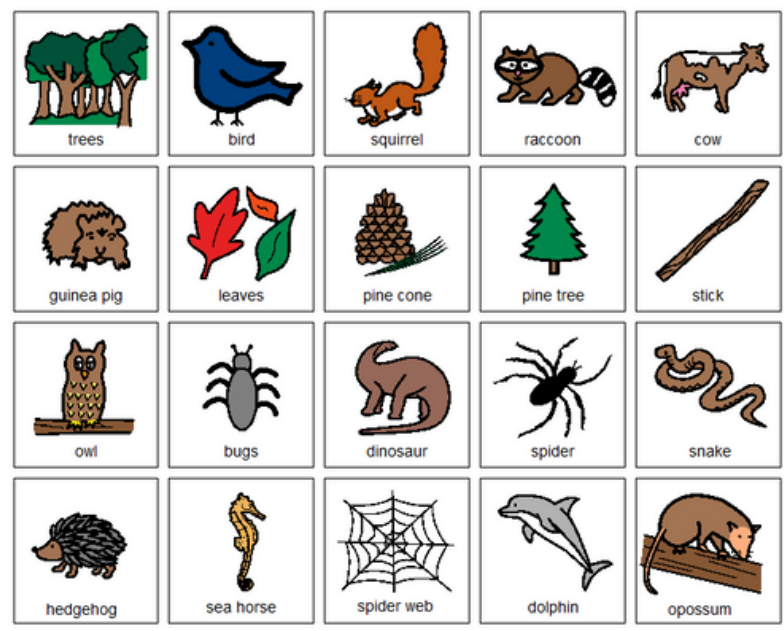 trees
bird
squirrel
raccoon
cow
guinea pig
leaves
pine cone
pine tree
stick
owl
bugs
dinosaur
spider
snake
hedgehog
sea horse
spider web
dolphin
opossum